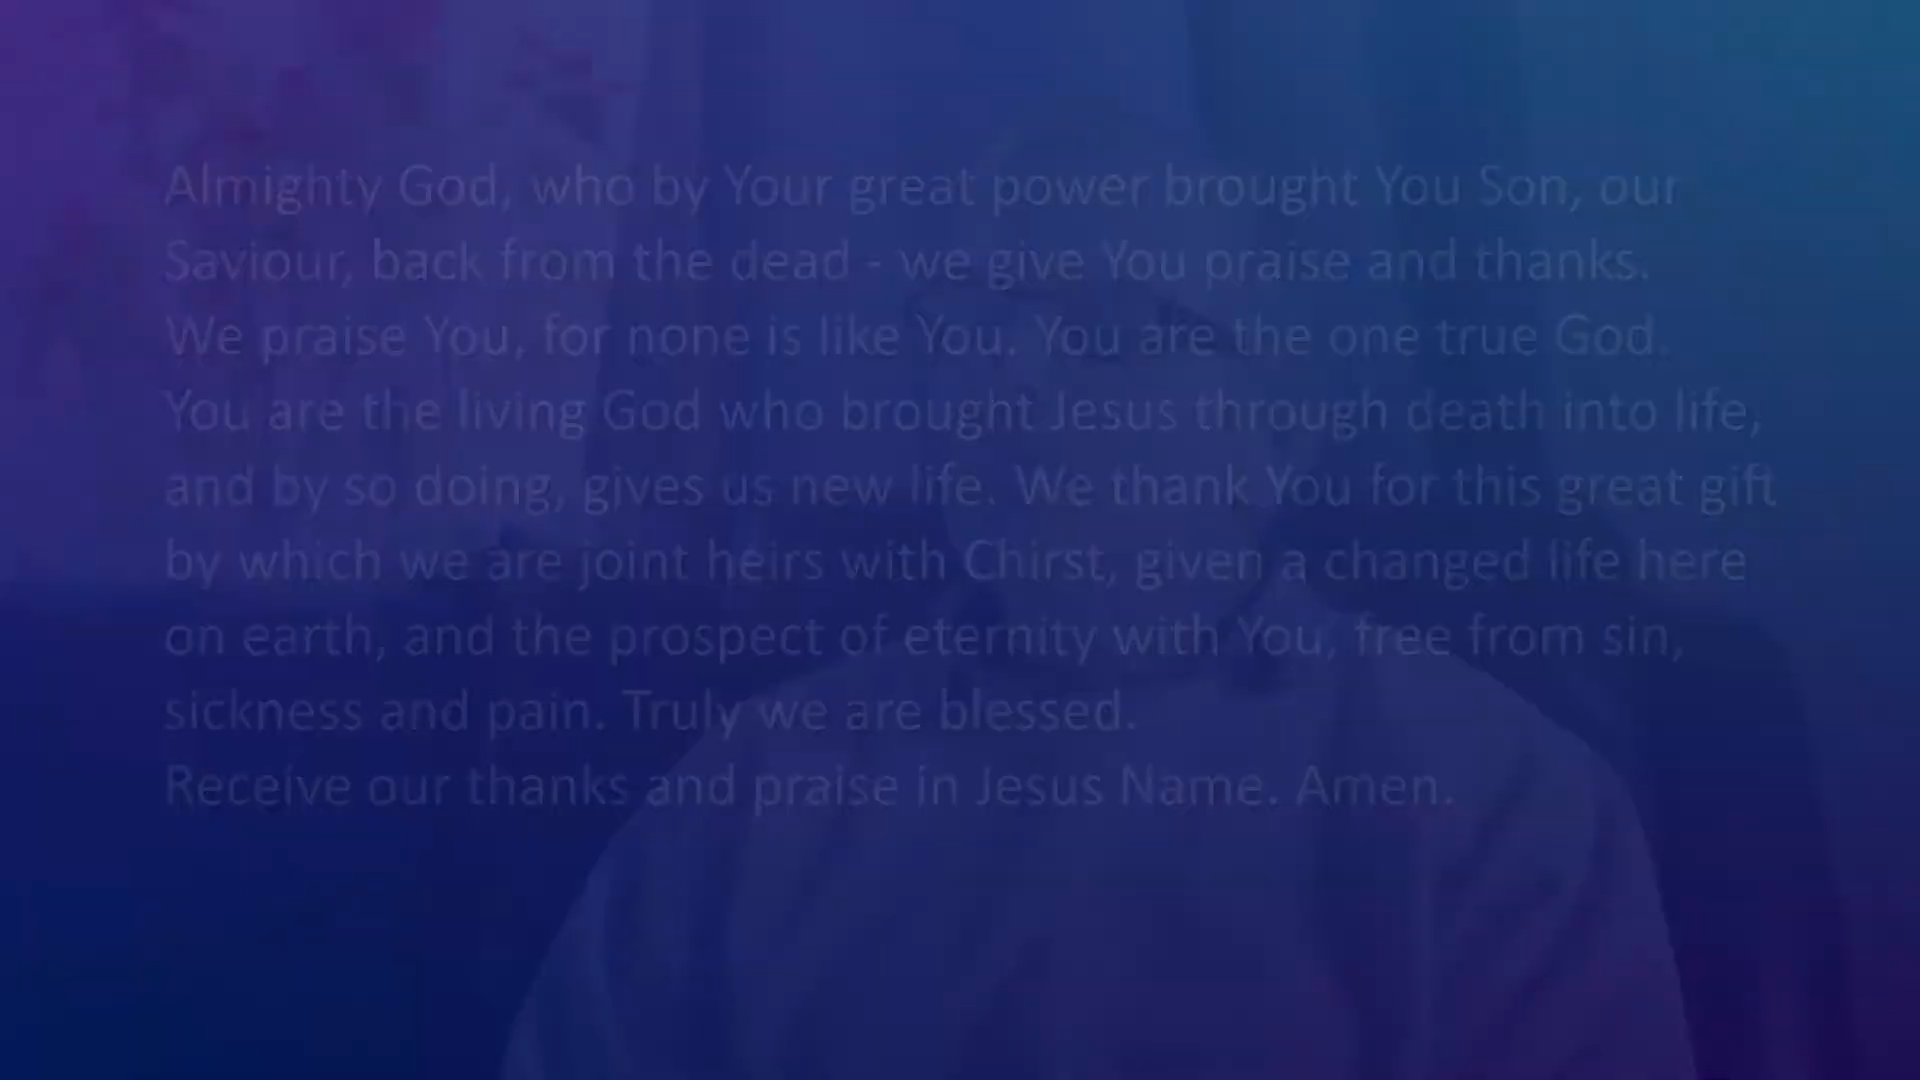 Almighty God, who by Your great power brought You Son, our
Saviour, back from the dead - we give You praise and thanks.
We praise You, for none is like You. You are the one true God.
You are the living God who brought Jesus through death into life,
and by so doing, gives us new life. We thank You for this great gift
by which we are joint heirs with Chirst, given a changed life here
on earth, and the prospect of eternity with You, free from sin,
sickness and pain. Truly we are blessed.
Receive our thanks and praise in Jesus Name. Amen.